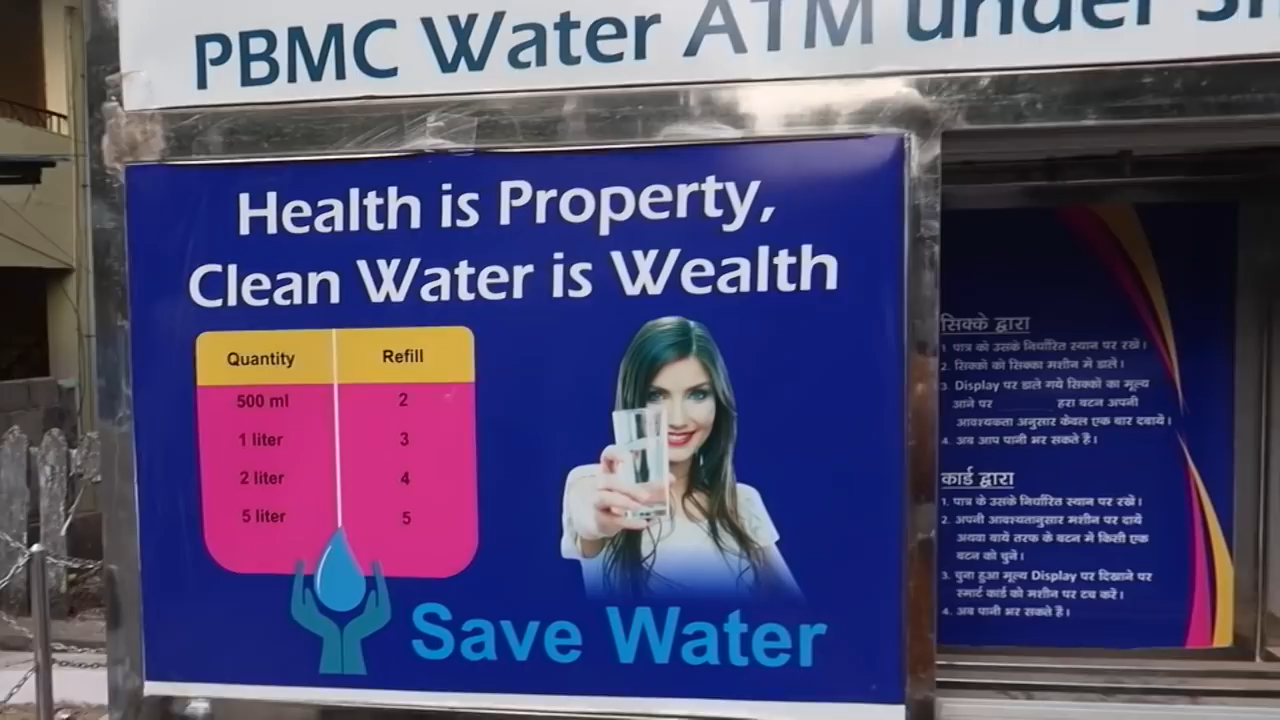 PBMC Water ATM under
Health is Property,
Clean Water is Wealth
Quantity Refill
500 ml 2
1 liter 3
2 liter 4
5 liter 5
Save Water
सिक्के द्वारा
1. पात्र को उसके निर्धारित स्थान पर रखें।
2. सिक्कों को सिक्का मशीन में डाले।
3. Display पर डाले गये सिक्कों का मूल्य
आने पर ______ हरा बटन अपनी
आवश्यकता अनुसार केवल एक बार दबायें।
4. अब आप पानी भर सकते हैं।
कार्ड द्वारा
1. पात्र के उसके निर्धारित स्थान पर रखें।
2. अपनी आवश्यतानुसार मशीन पर दायें
अथवा बायें तरफ के बटन में किसी एक
बटन को चुनें।
3. चुना हुआ मूल्य Display पर दिखाने पर
स्मार्ट कार्ड को मशीन पर टच करें।
4. अब पानी भर सकते है।